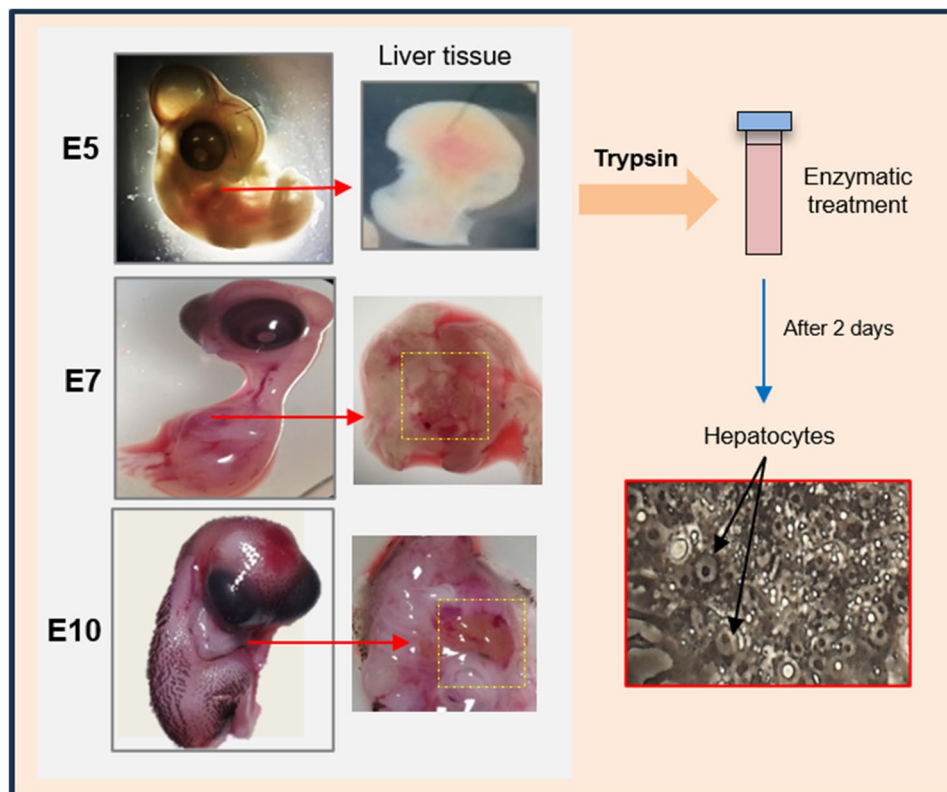 Liver tissue
E5
Trypsin
Enzymatic
treatment
E7
After 2 days
Hepatocytes
E10